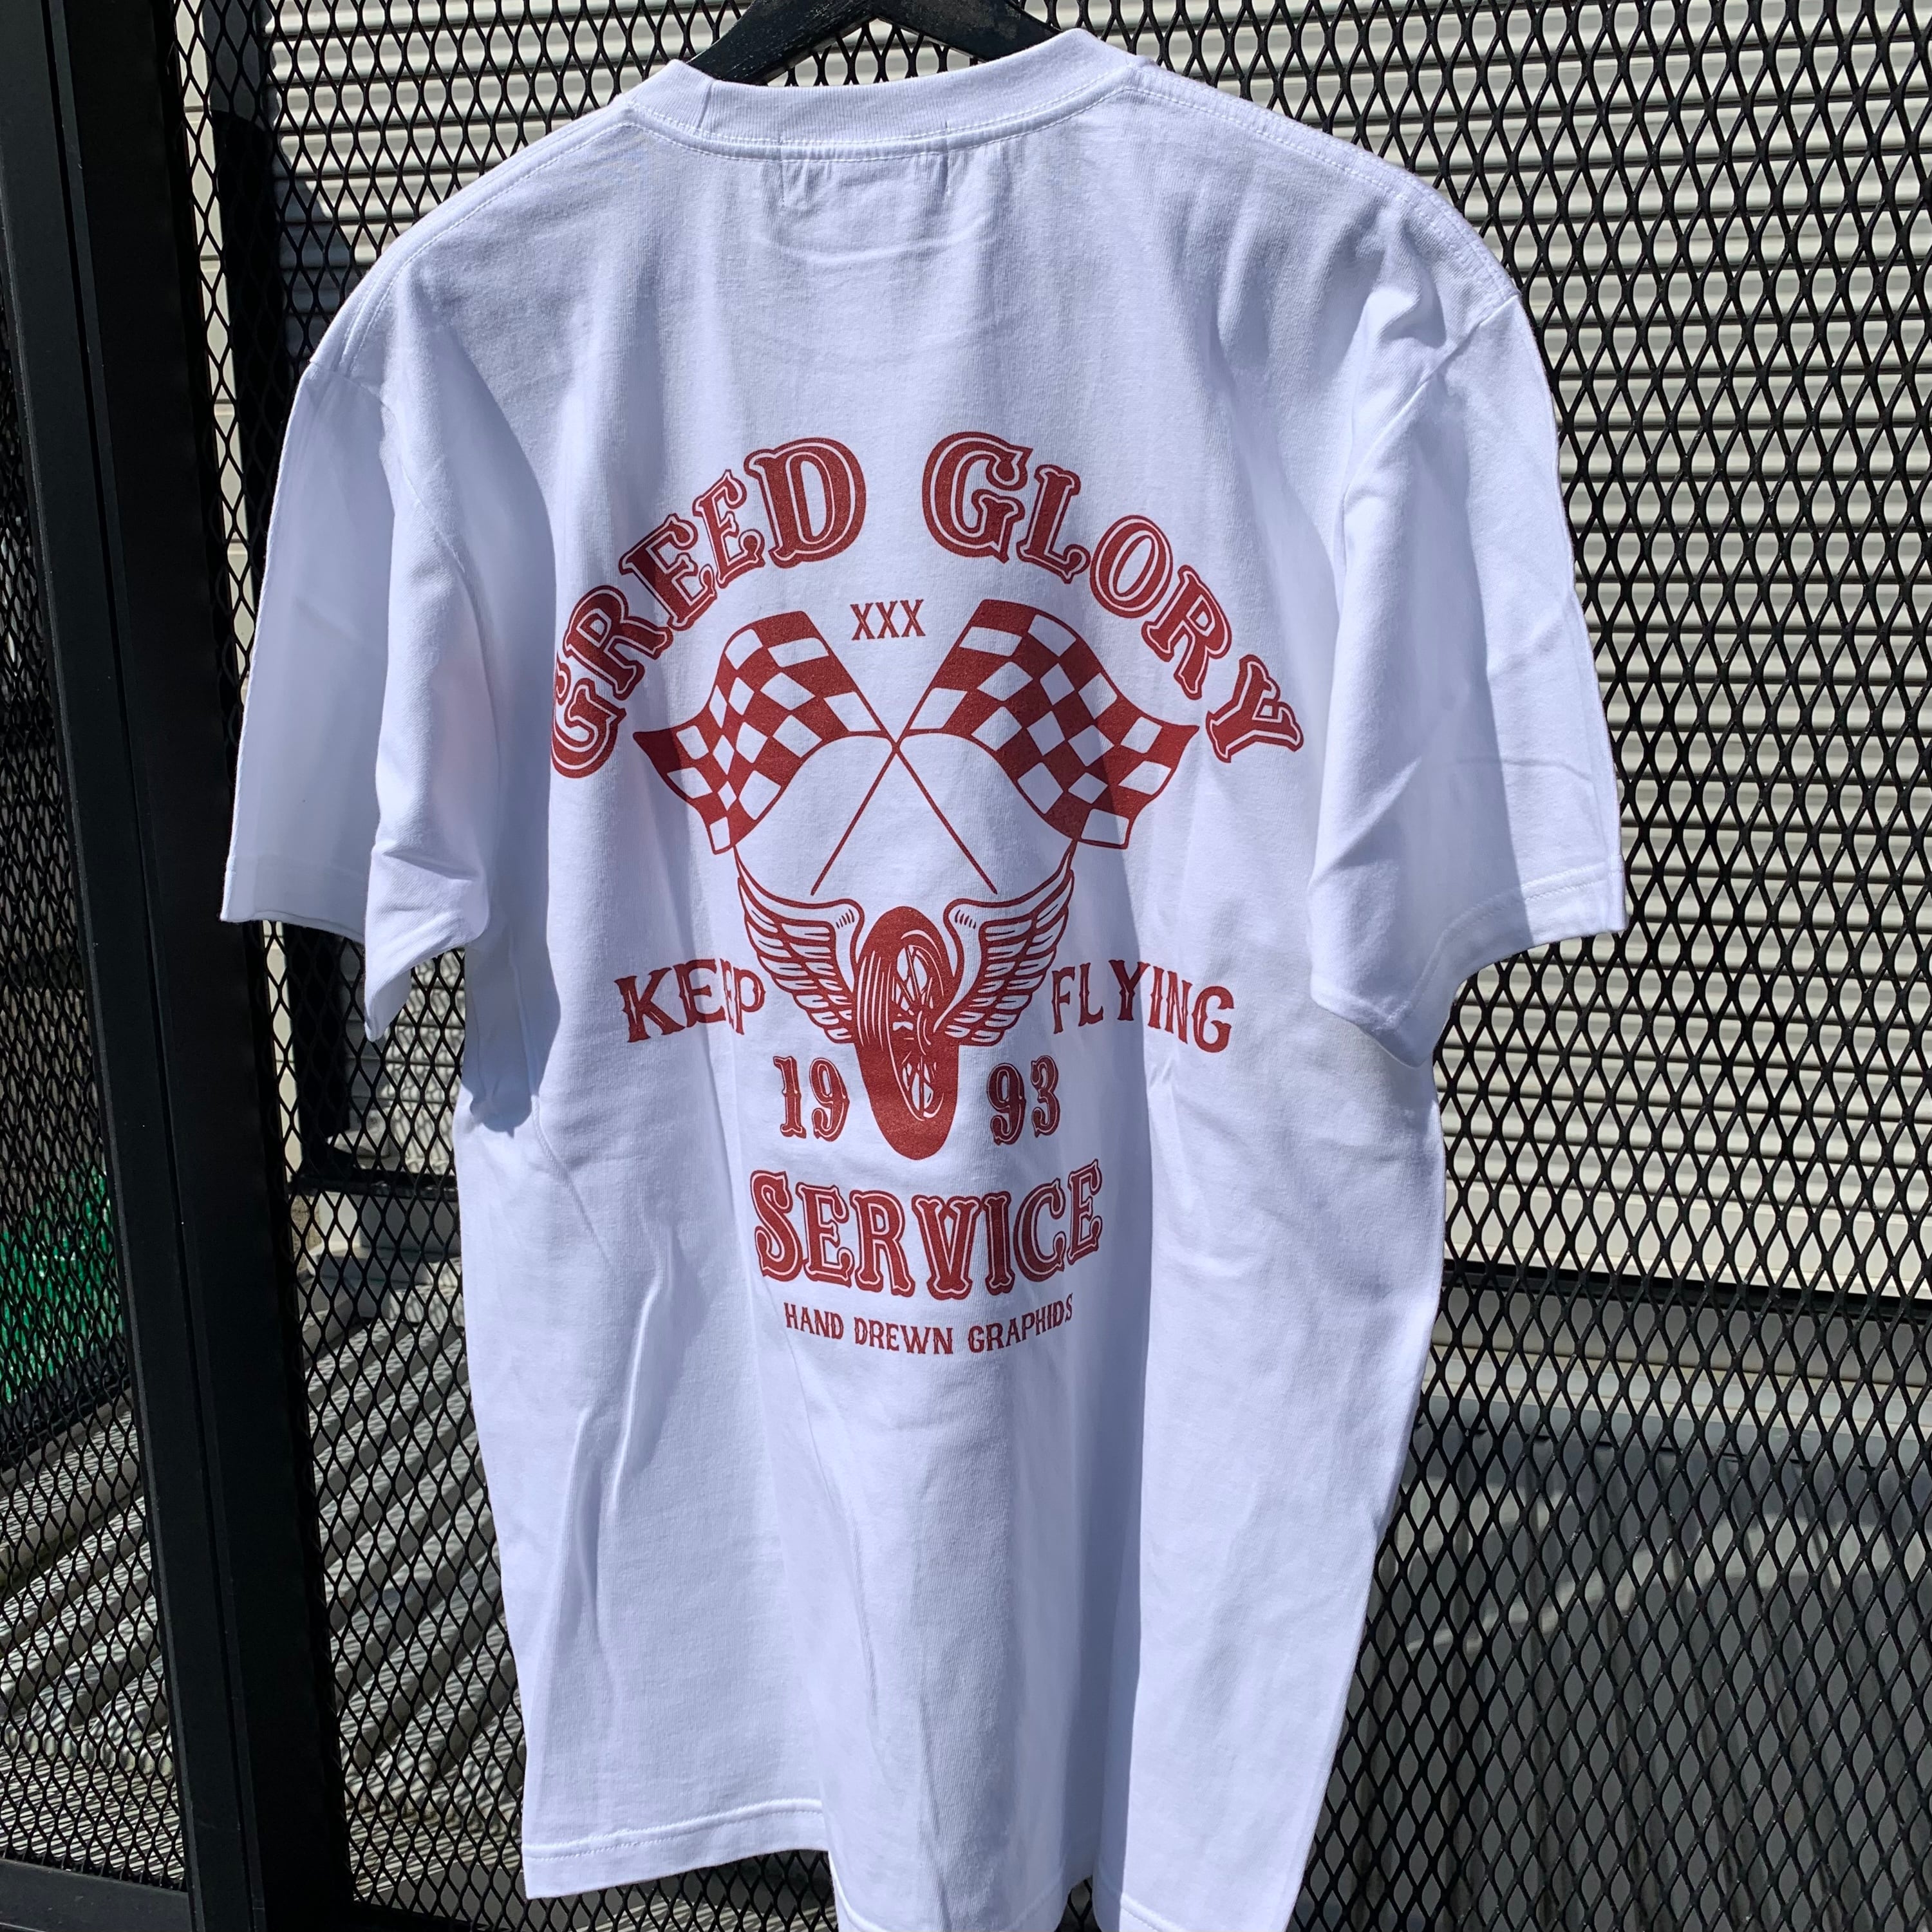 GREED GLORY
XXX
KEEP FLYING
19 93
SERVICE
HAND DREWN GRAPHIDS